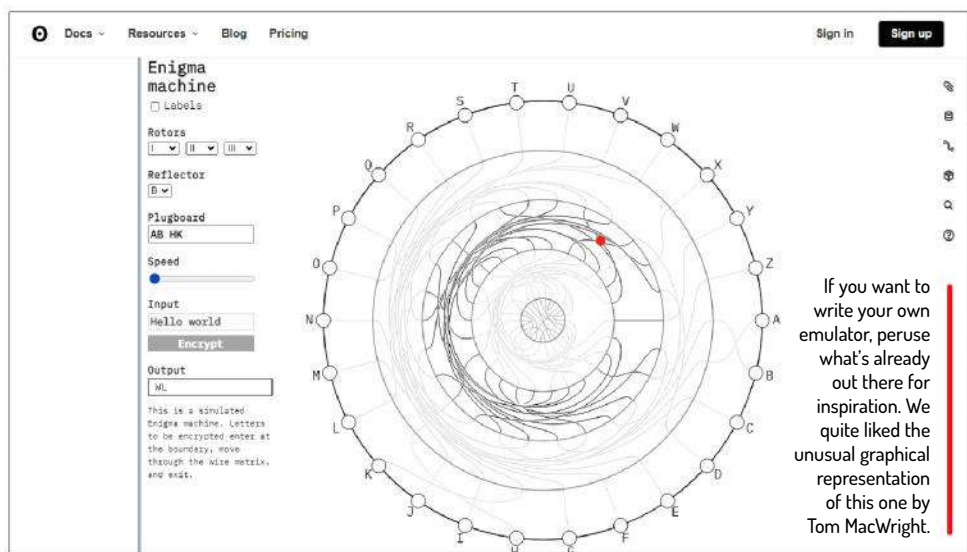 Docs
Resources
Blog
Pricing
Sign in
Sign up
Enigma
machine
Labels
Rotors
I
II
III
Reflector
B
Plugboard
AB HK
Speed
Input
Hello world
Encrypt
Output
WL
This is a simulated
Enigma machine. Letters
to be encrypted enter at
the boundary, move
through the wire matrix,
and exit.
T
U
V
W
X
Y
Z
A
B
C
D
E
F
G
H
I
J
K
L
M
N
O
P
Q
R
S
If you want to
write your own
emulator, peruse
what's already
out there for
inspiration. We
quite liked the
unusual graphical
representation
of this one by
Tom MacWright.